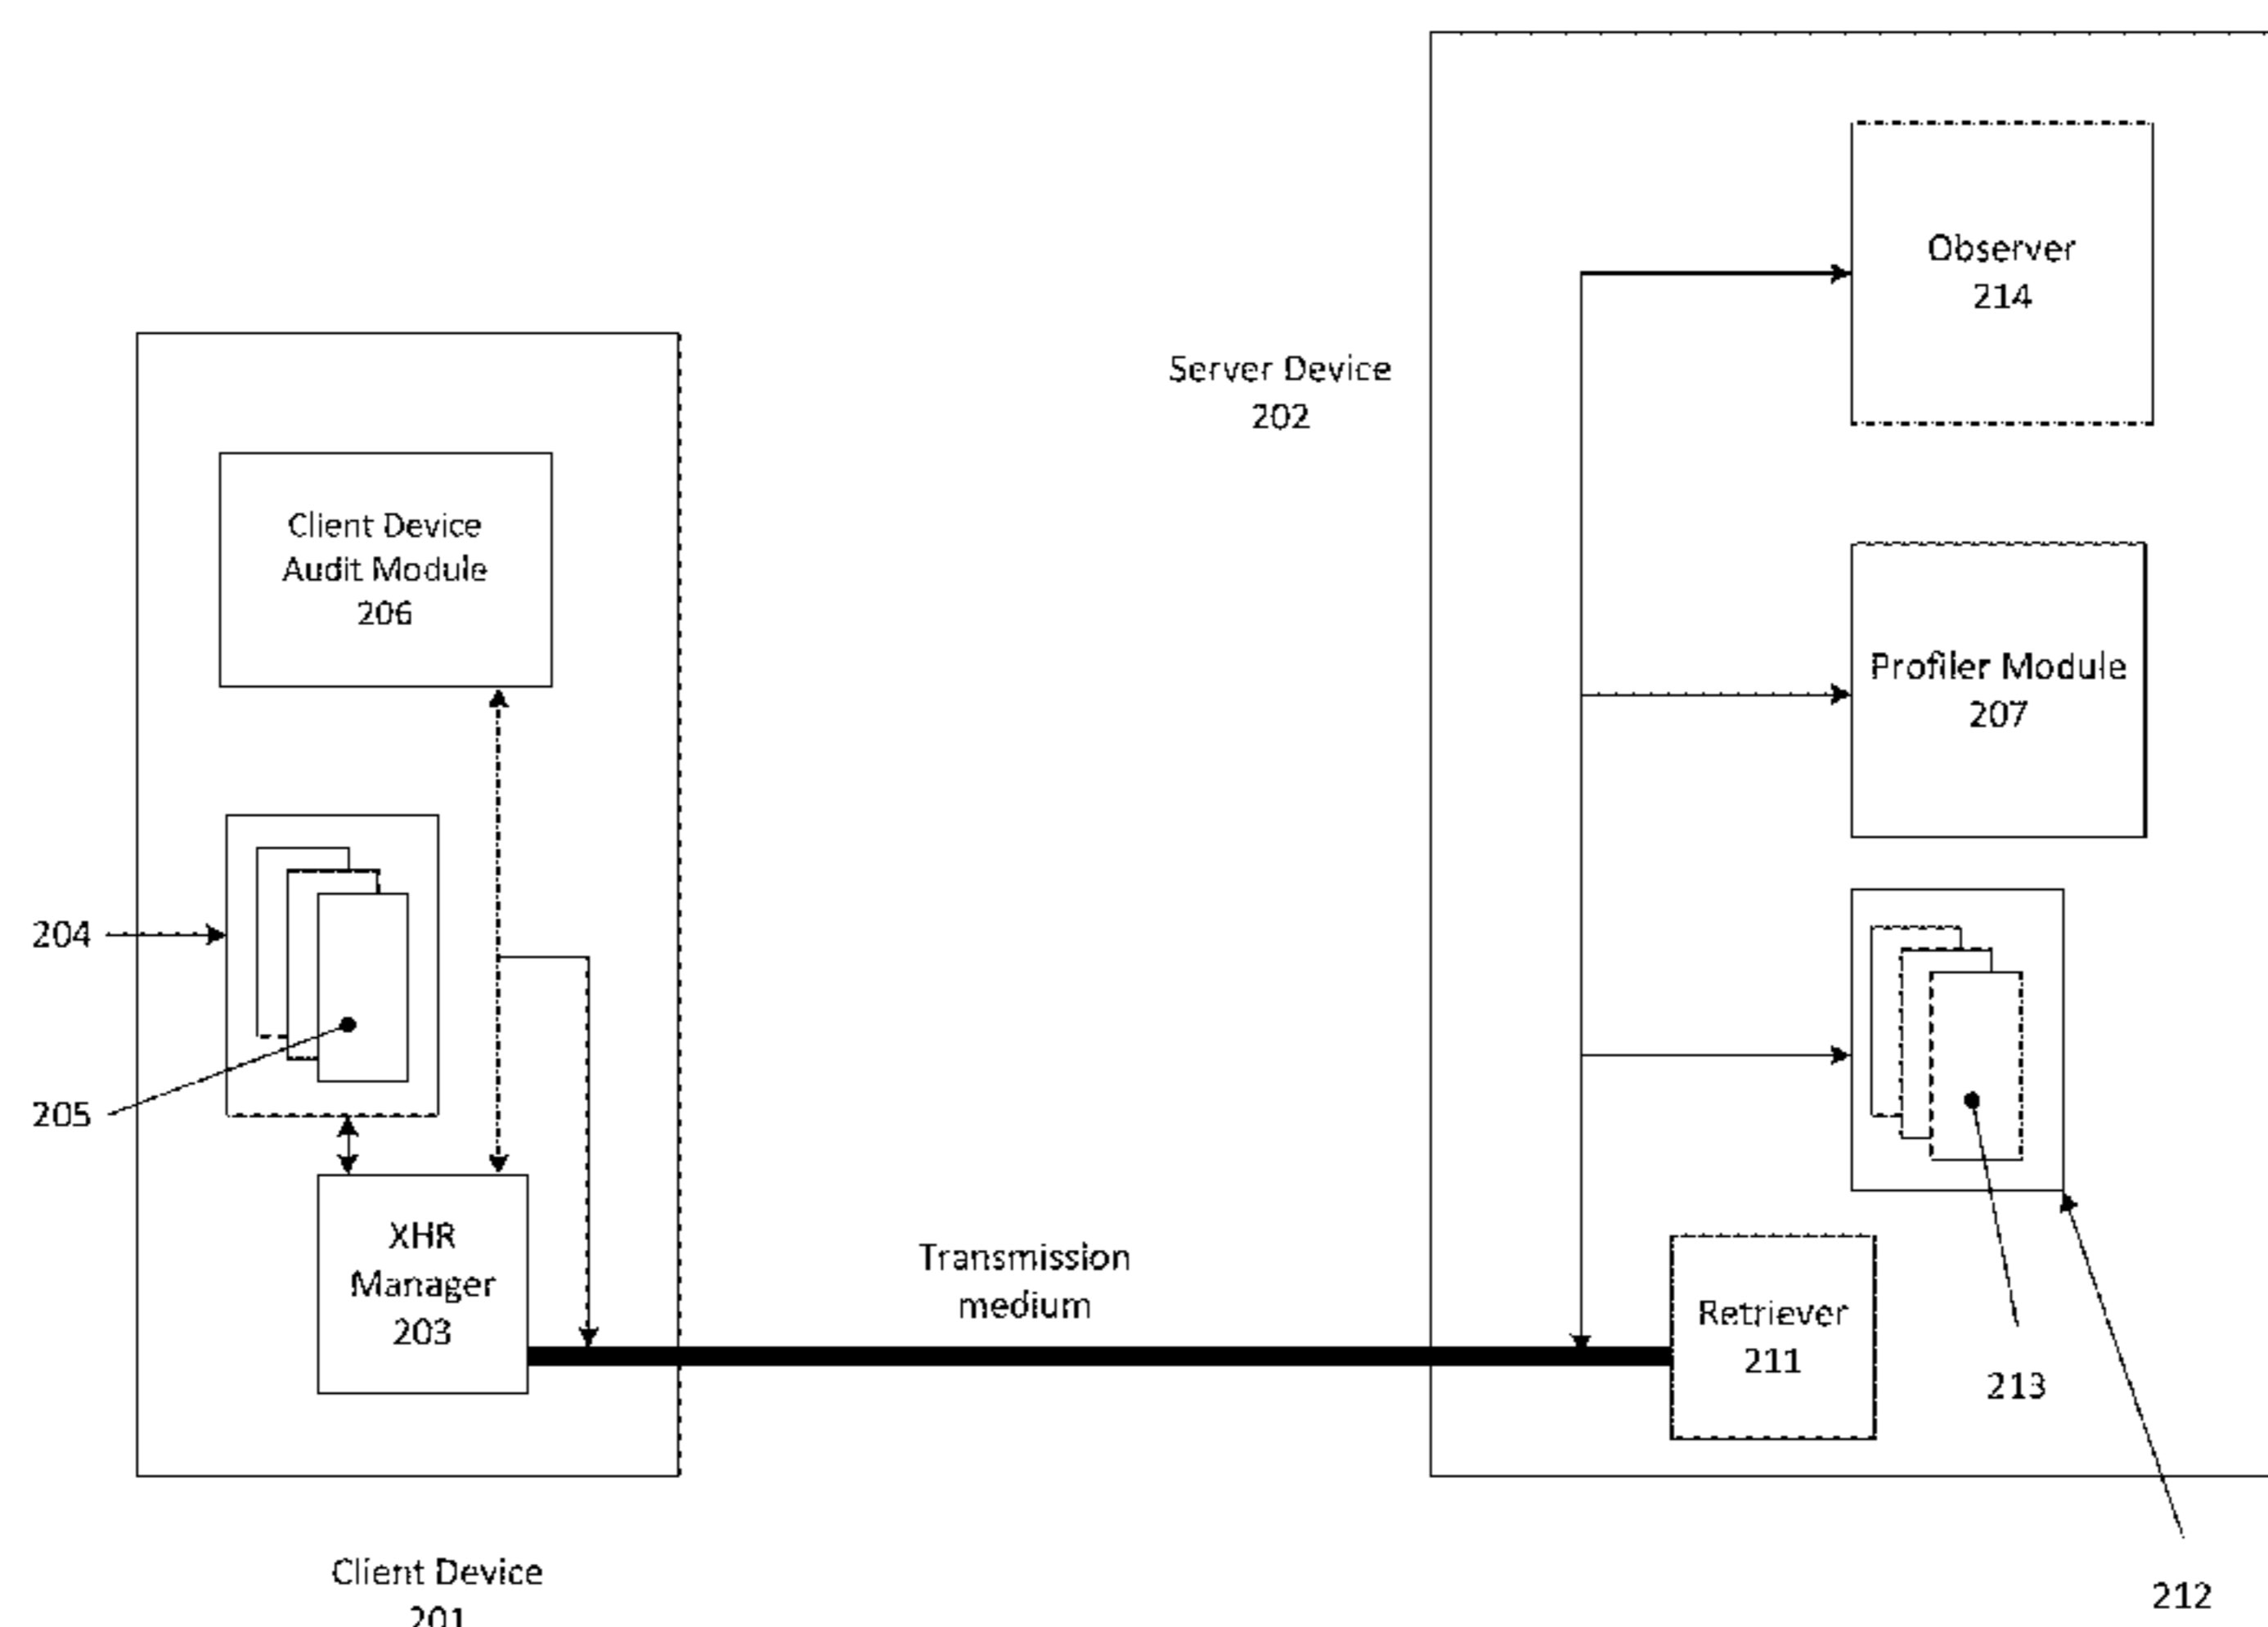 Observer
214
Server Device
202
Client Device
Audit Module
206
Profiler Module
207
204
205
XHR
Manager
203
Transmission
medium
Retriever
211
213
Client Device
201
212